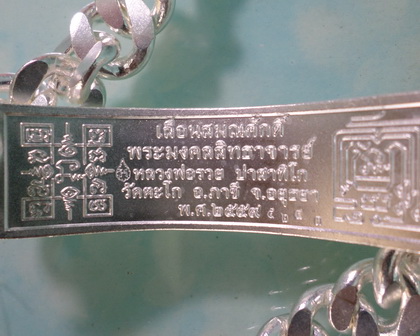 เลื่อนสมณศักดิ์
พระมงคลสิทธาจารย์
หลวงพ่อรวย ปาสาทิโก
วัดตะโก อ.ภาชี จ.อยุธยา
พ.ศ.๒๕๕๙